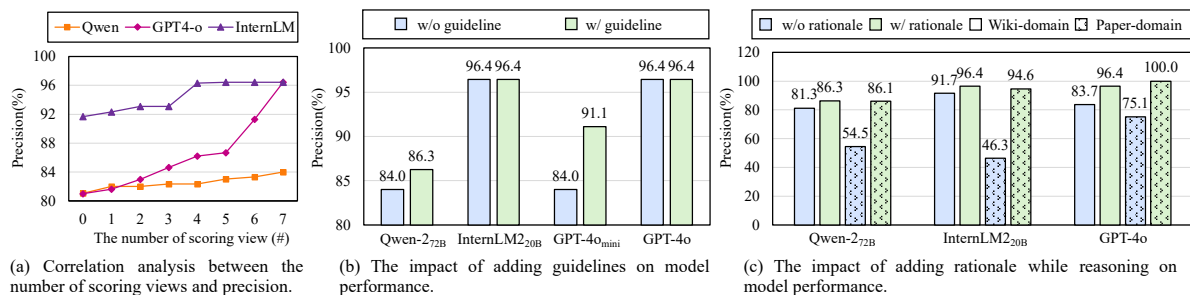 Qwen GPT4-o InternLM
100
96
92
88
84
80
Precision(%)
0 1 2 3 4 5 6 7
The number of scoring view (#)
(a) Correlation analysis between the
number of scoring views and precision.
w/o guideline w/ guideline
100
95
90
85
80
Precision(%)
84.0 86.3 96.4 96.4 84.0 91.1 96.4 96.4
Qwen-272B InternLM220B GPT-4omini GPT-4o
(b) The impact of adding guidelines on model
performance.
w/o rationale w/ rationale Wiki-domain Paper-domain
120
100
80
60
40
20
0
Precision(%)
81.3 86.3 54.5 86.1 91.7 96.4 46.3 94.6 83.7 96.4 75.1 100.0
Qwen-272B InternLM220B GPT-4o
(c) The impact of adding rationale while reasoning on
model performance.